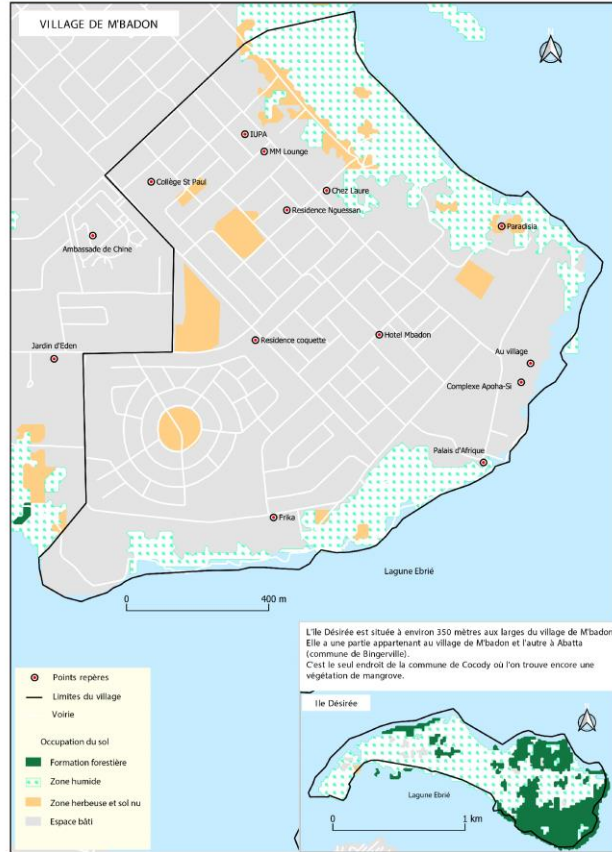 VILLAGE DE M'BADON
IUPA
MM Lounge
Collège St Paul
Chez Laure
Residence Nguessan
Paradisia
Ambassade de Chine
Residence coquette
Hotel Mbadon
Jardin d'Eden
Au village
Complexe Apoha-Si
Palais d'Afrique
Frika
Lagune Ebrié
0 400 m
L'Ile Désirée est située à environ 350 mètres aux larges du village de M'badon
Elle a une partie appartenant au village de M'badon et l'autre à Abatta
(commune de Bingerville).
C'est le seul endroit de la commune de Cocody où l'on trouve encore une
végétation de mangrove.
Ile Désirée
Lagune Ebrié
0 1 km
Points repères
Limites du village
Voirie
Occupation du sol
Formation forestière
Zone humide
Zone herbeuse et sol nu
Espace bâti